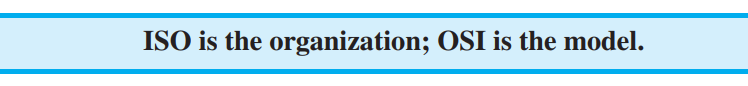 ISO is the organization; OSI is the model.